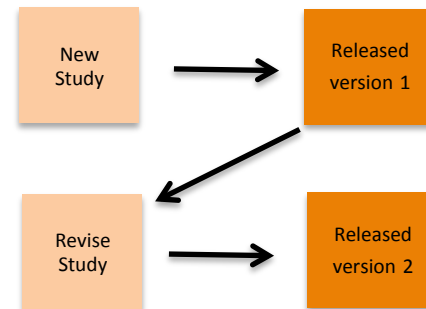 New
Study
Released
version 1
Revise
Study
Released
version 2